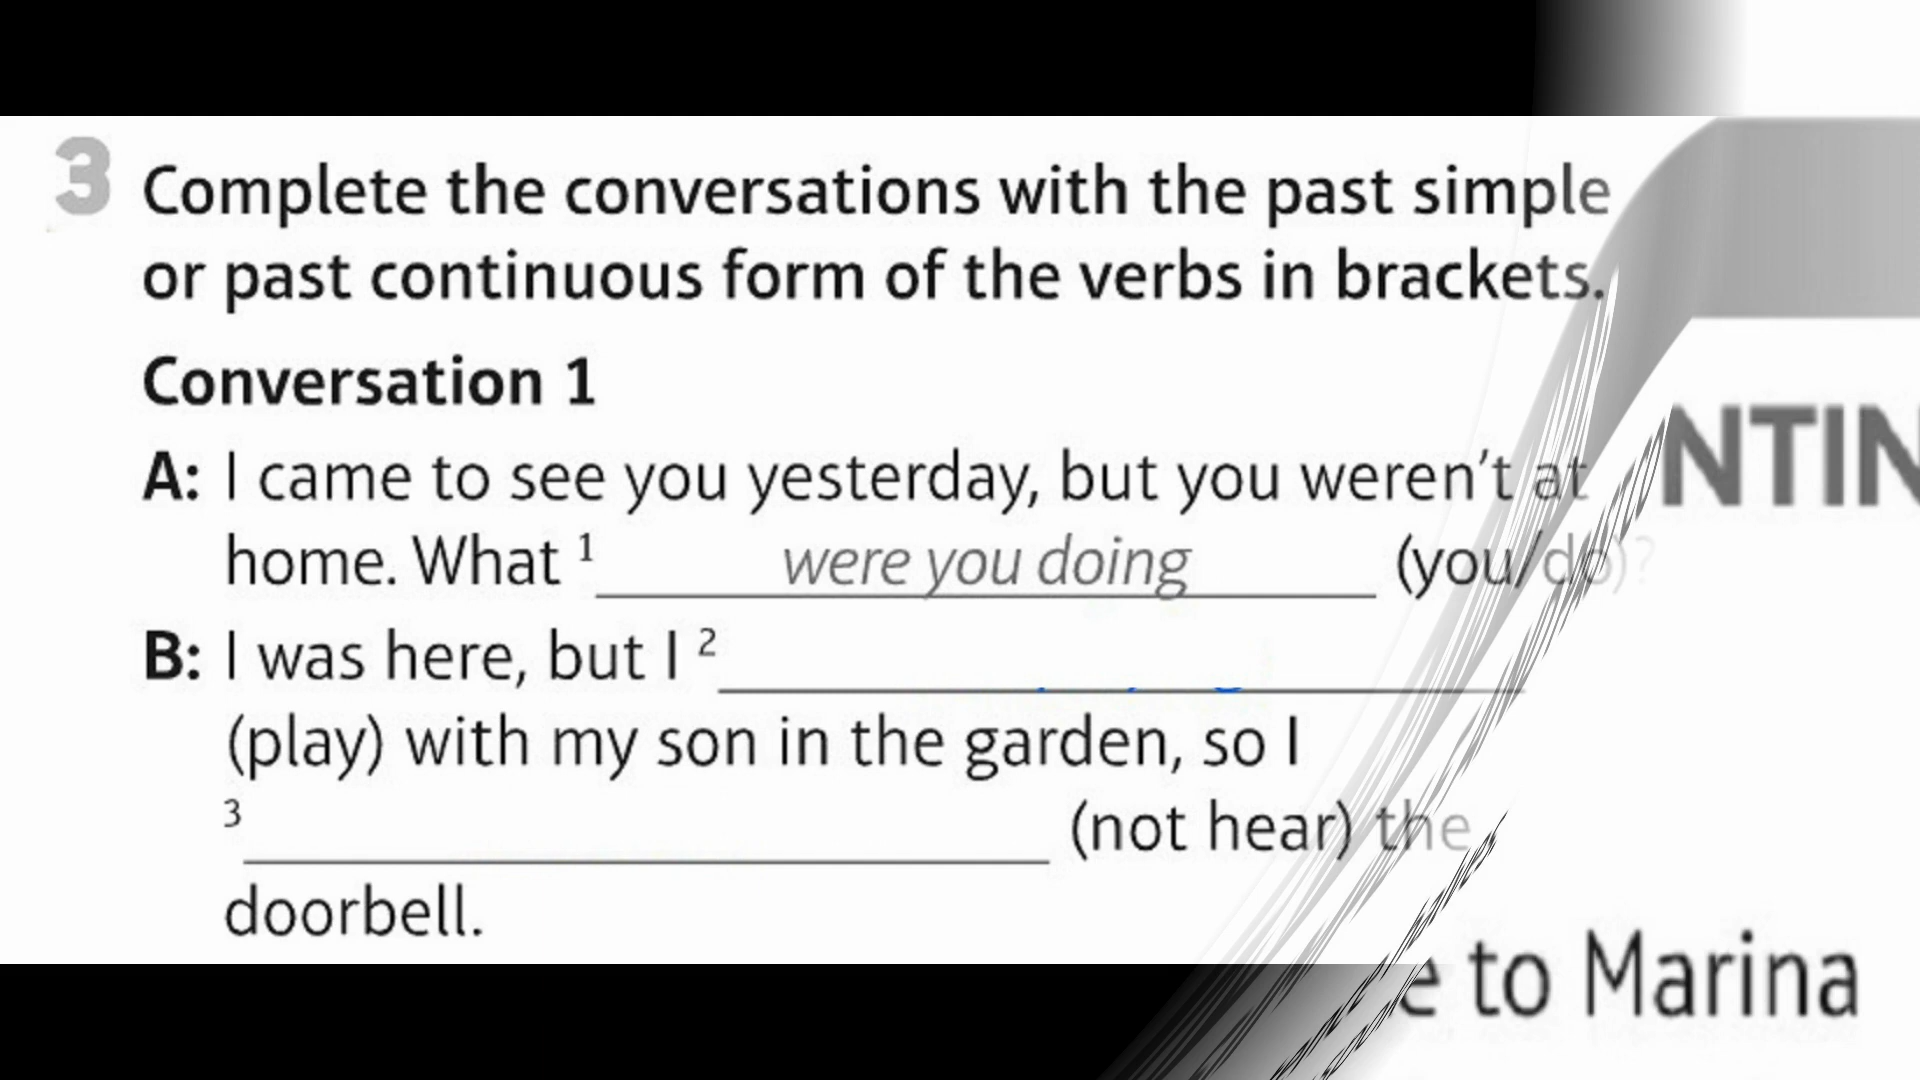 3 Complete the conversations with the past simple
or past continuous form of the verbs in brackets.
Conversation 1
A: I came to see you yesterday, but you weren't at
home. What 1 were you doing (you/do)?
B: I was here, but I 2
(play) with my son in the garden, so I
3 (not hear) the
doorbell.
NTIN
e to Marina